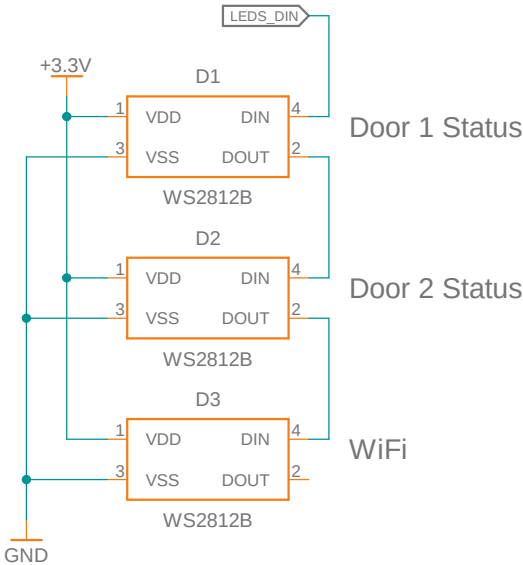 LEDS_DIN
+3.3V
D1
1 VDD DIN 4
3 VSS DOUT 2
WS2812B
Door 1 Status
D2
1 VDD DIN 4
3 VSS DOUT 2
WS2812B
Door 2 Status
D3
1 VDD DIN 4
3 VSS DOUT 2
WS2812B
WiFi
GND